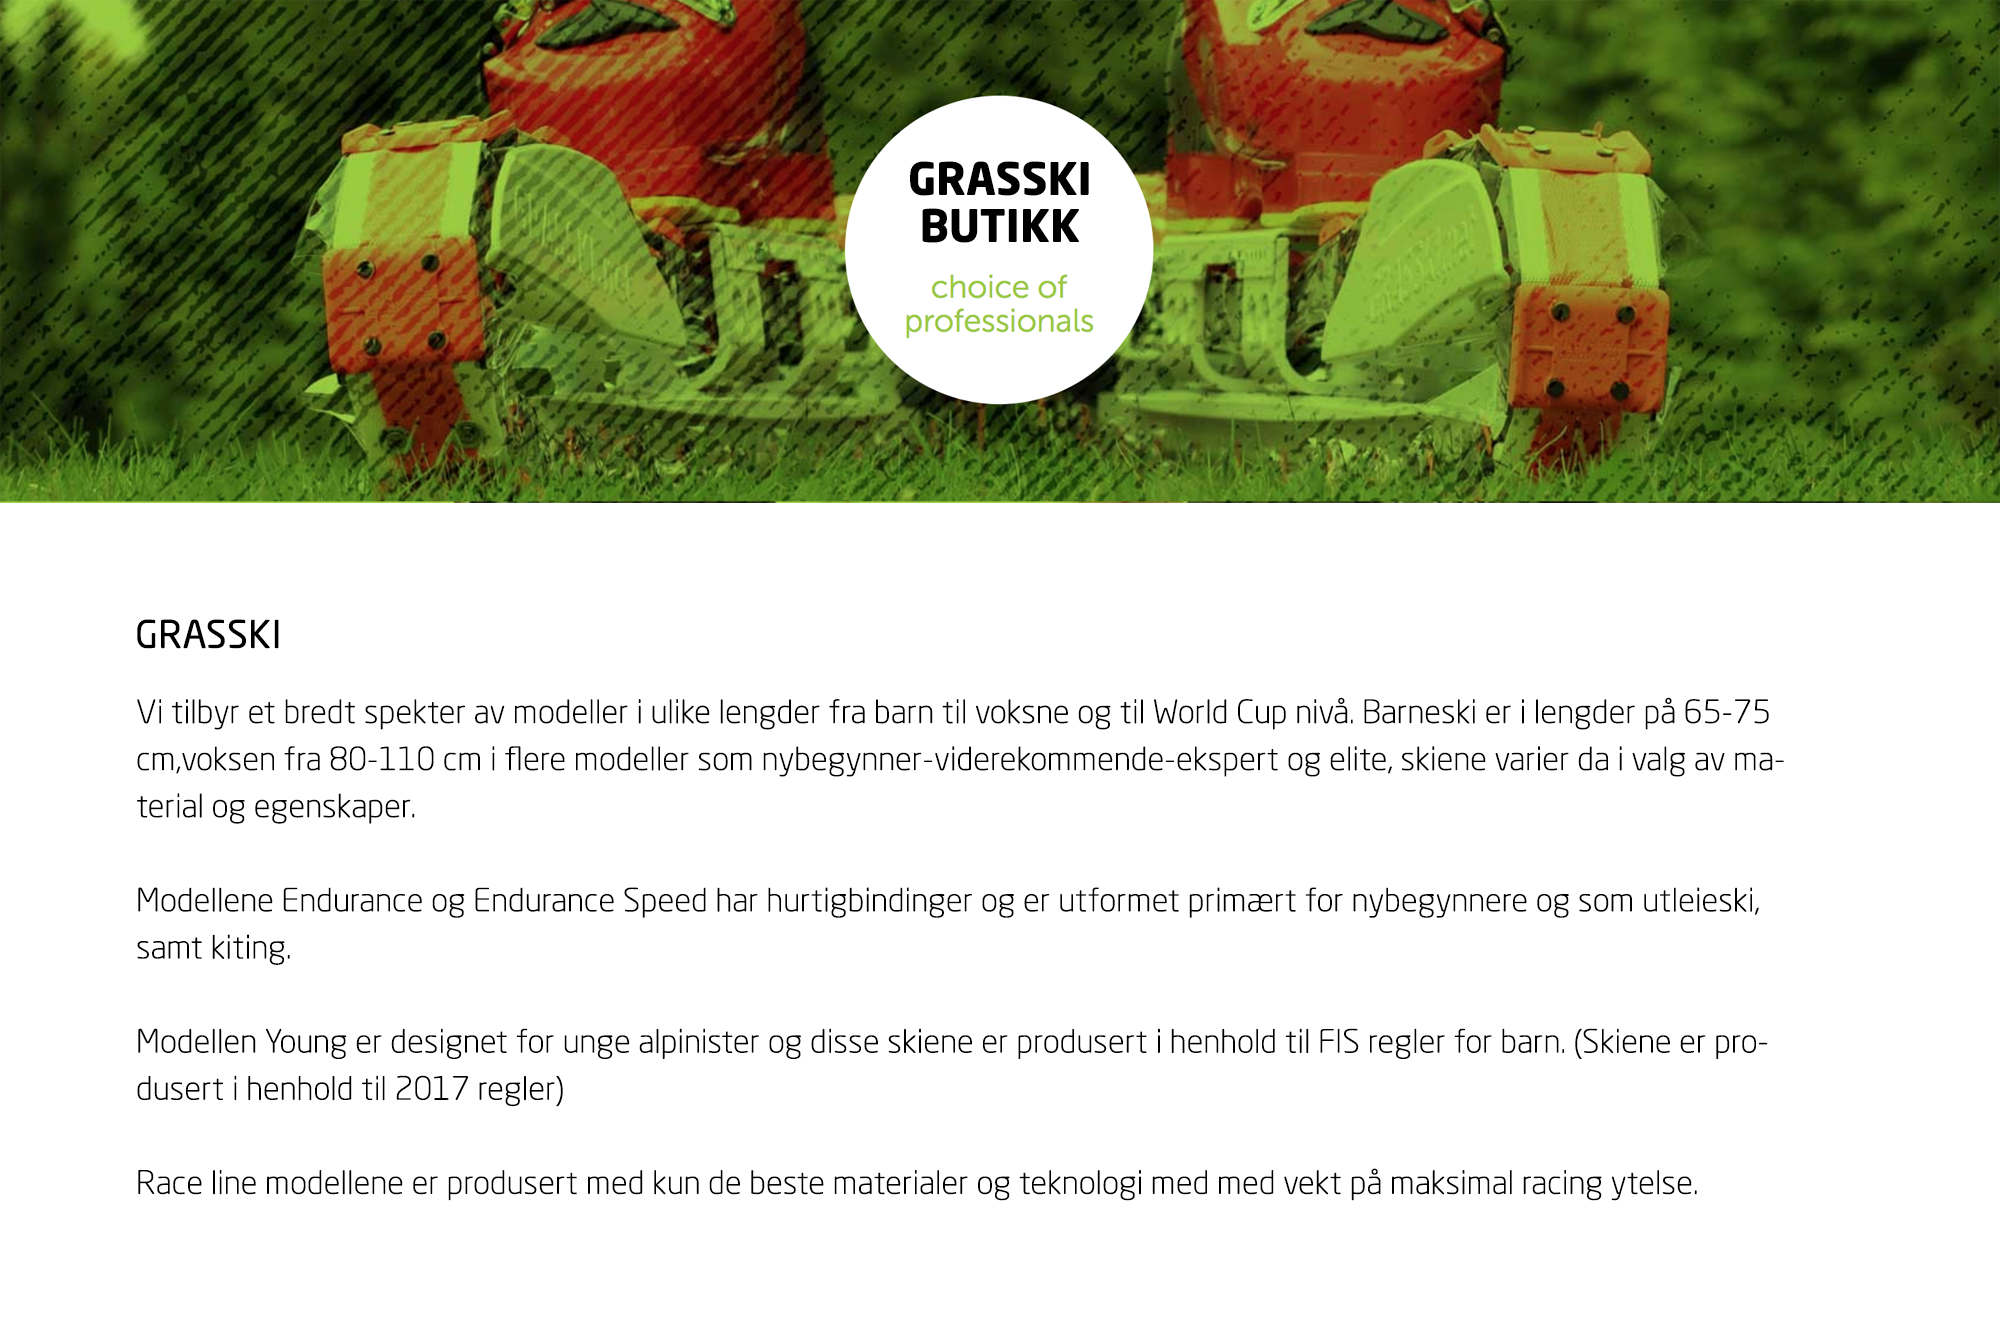 GRASSKI
BUTIKK
choice of
professionals
GRASSKI
Vi tilbyr et bredt spekter av modeller i ulike lengder fra barn til voksne og til World Cup nivå. Barneski er i lengder på 65-75
cm,voksen fra 80-110 cm i flere modeller som nybegynner-viderekommende-ekspert og elite, skiene varier da i valg av ma-
terial og egenskaper.
Modellene Endurance og Endurance Speed har hurtigbindinger og er utformet primært for nybegynnere og som utleieski,
samt kiting.
Modellen Young er designet for unge alpinister og disse skiene er produsert i henhold til FIS regler for barn. (Skiene er pro-
dusert i henhold til 2017 regler)
Race line modellene er produsert med kun de beste materialer og teknologi med med vekt på maksimal racing ytelse.